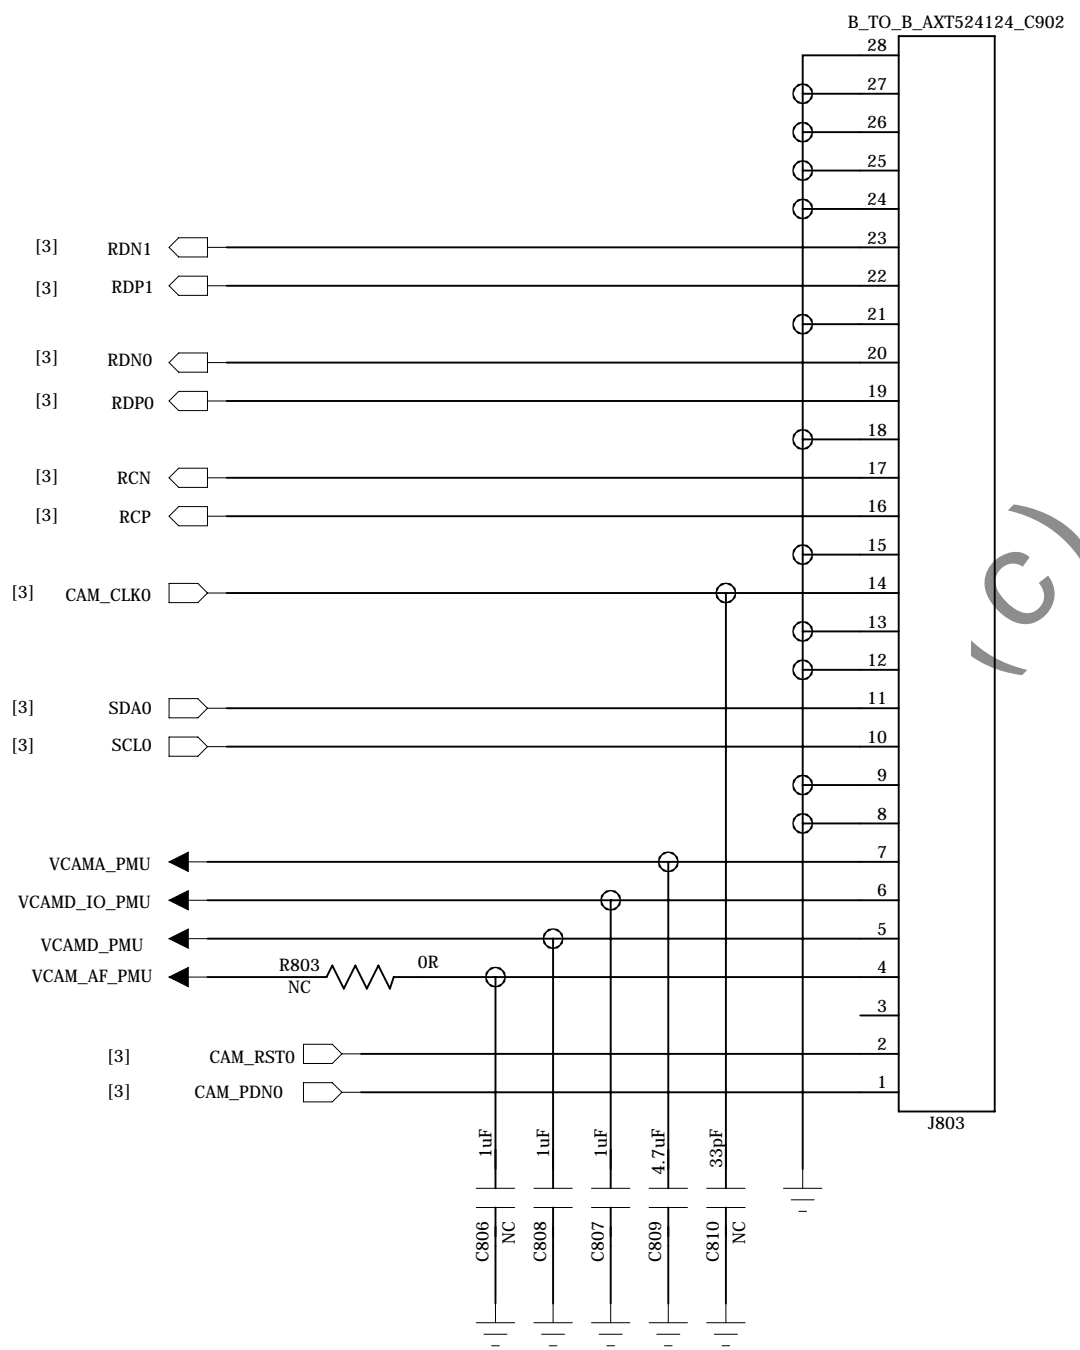 B_TO_B_AXT524124_C902
28
27
26
25
24
[3] RDN1 23
[3] RDP1 22
21
[3] RDN0 20
[3] RDP0 19
18
[3] RCN 17
[3] RCP 16
15
[3] CAM_CLK0 14
13
12
[3] SDA0 11
[3] SCL0 10
9
8
VCAMA_PMU 7
VCAMD_IO_PMU 6
VCAMD_PMU 5
VCAM_AF_PMU R803 NC 0R 4
3
[3] CAM_RST0 2
[3] CAM_PDN0 1
J803
1uF 1uF 1uF 4.7uF 33pF
C806 NC C808 C807 C809 C810 NC
(C)